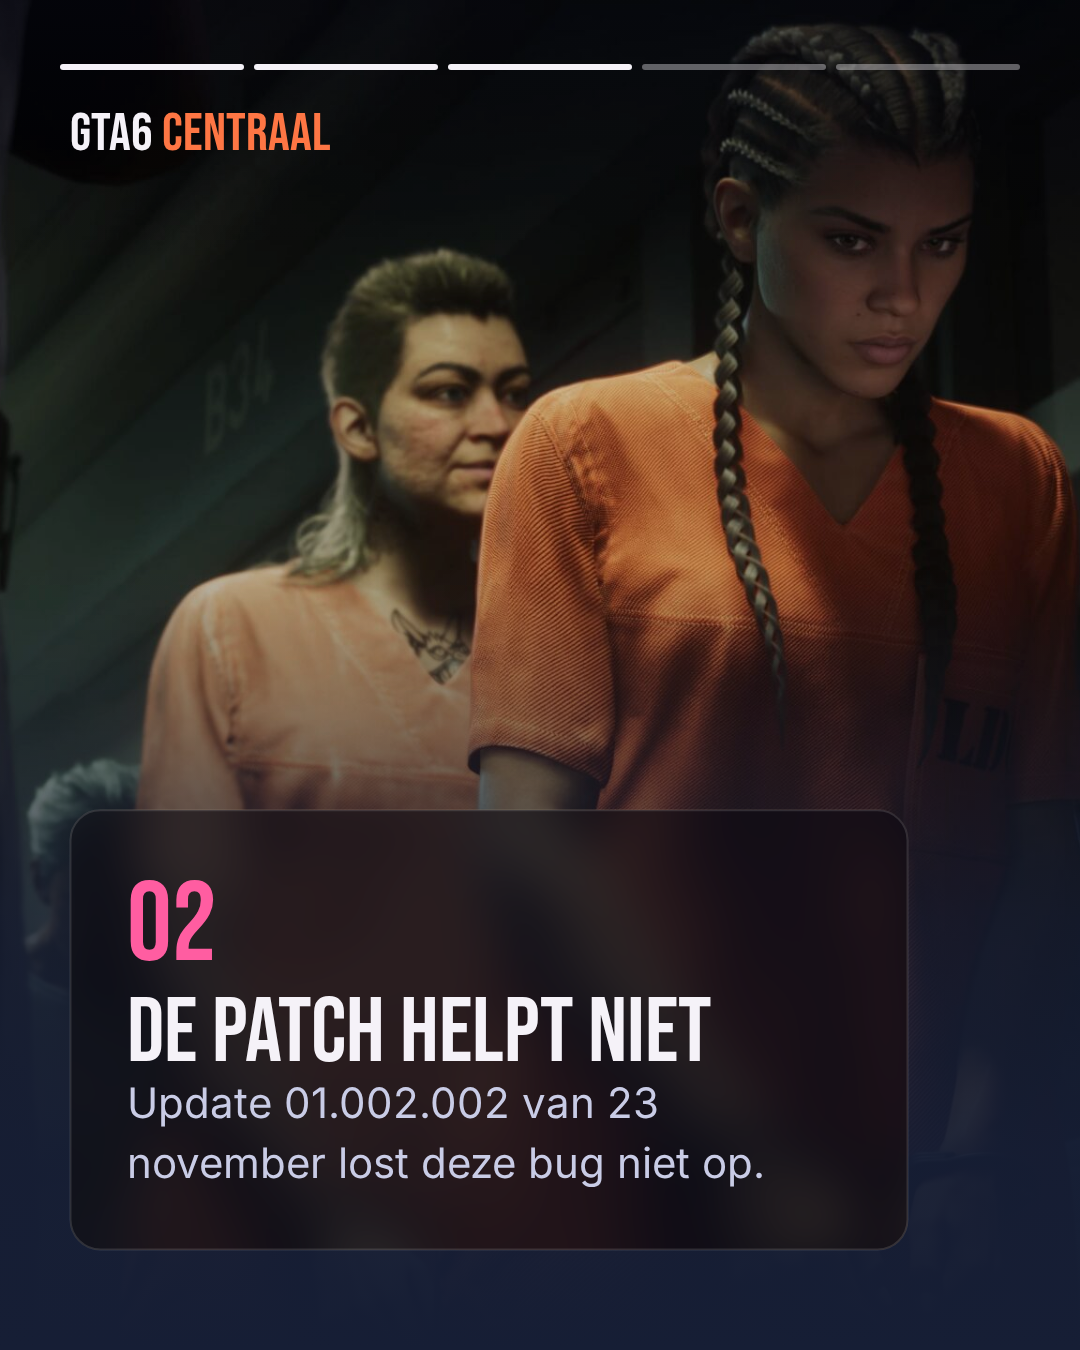 GTA6 CENTRAAL
B34
02
DE PATCH HELPT NIET
Update 01.002.002 van 23
november lost deze bug niet op.